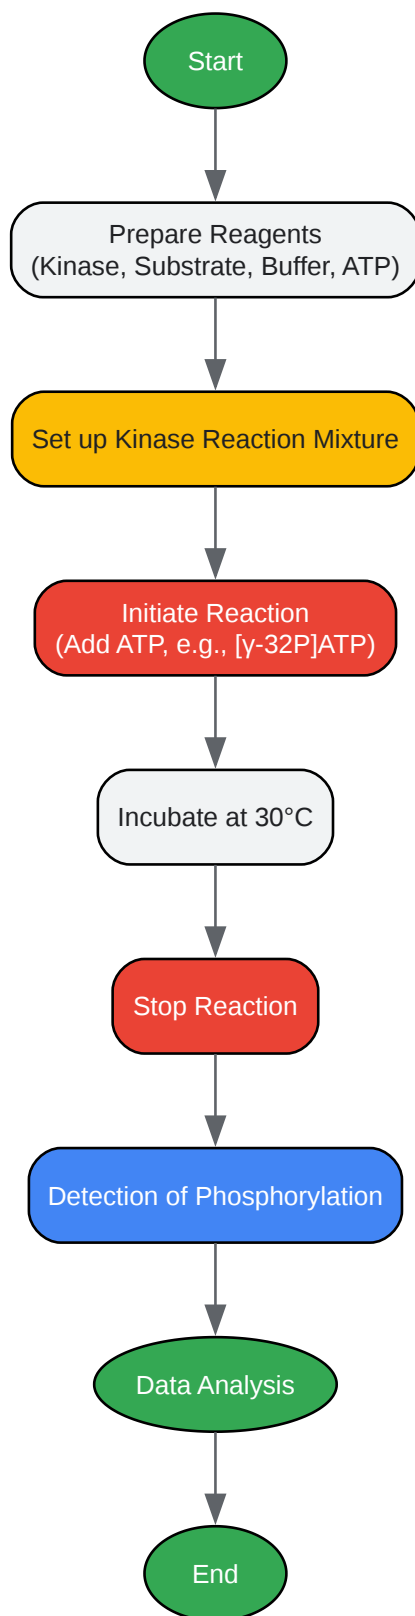 Start
Prepare Reagents
(Kinase, Substrate, Buffer, ATP)
Set up Kinase Reaction Mixture
Initiate Reaction
(Add ATP, e.g., [γ-32P]ATP)
Incubate at 30°C
Stop Reaction
Detection of Phosphorylation
Data Analysis
End